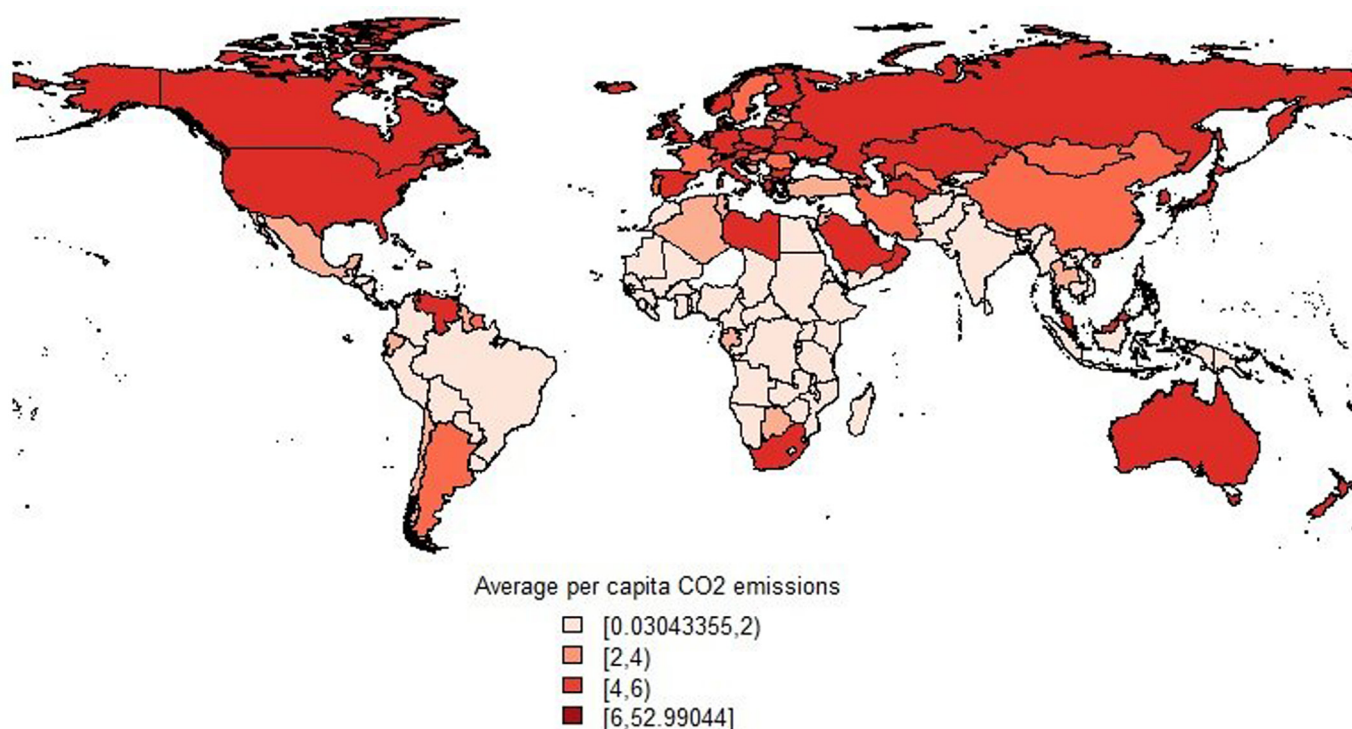 Average per capita CO2 emissions
[0.03043355,2)
[2,4)
[4,6)
[6,52.99044]